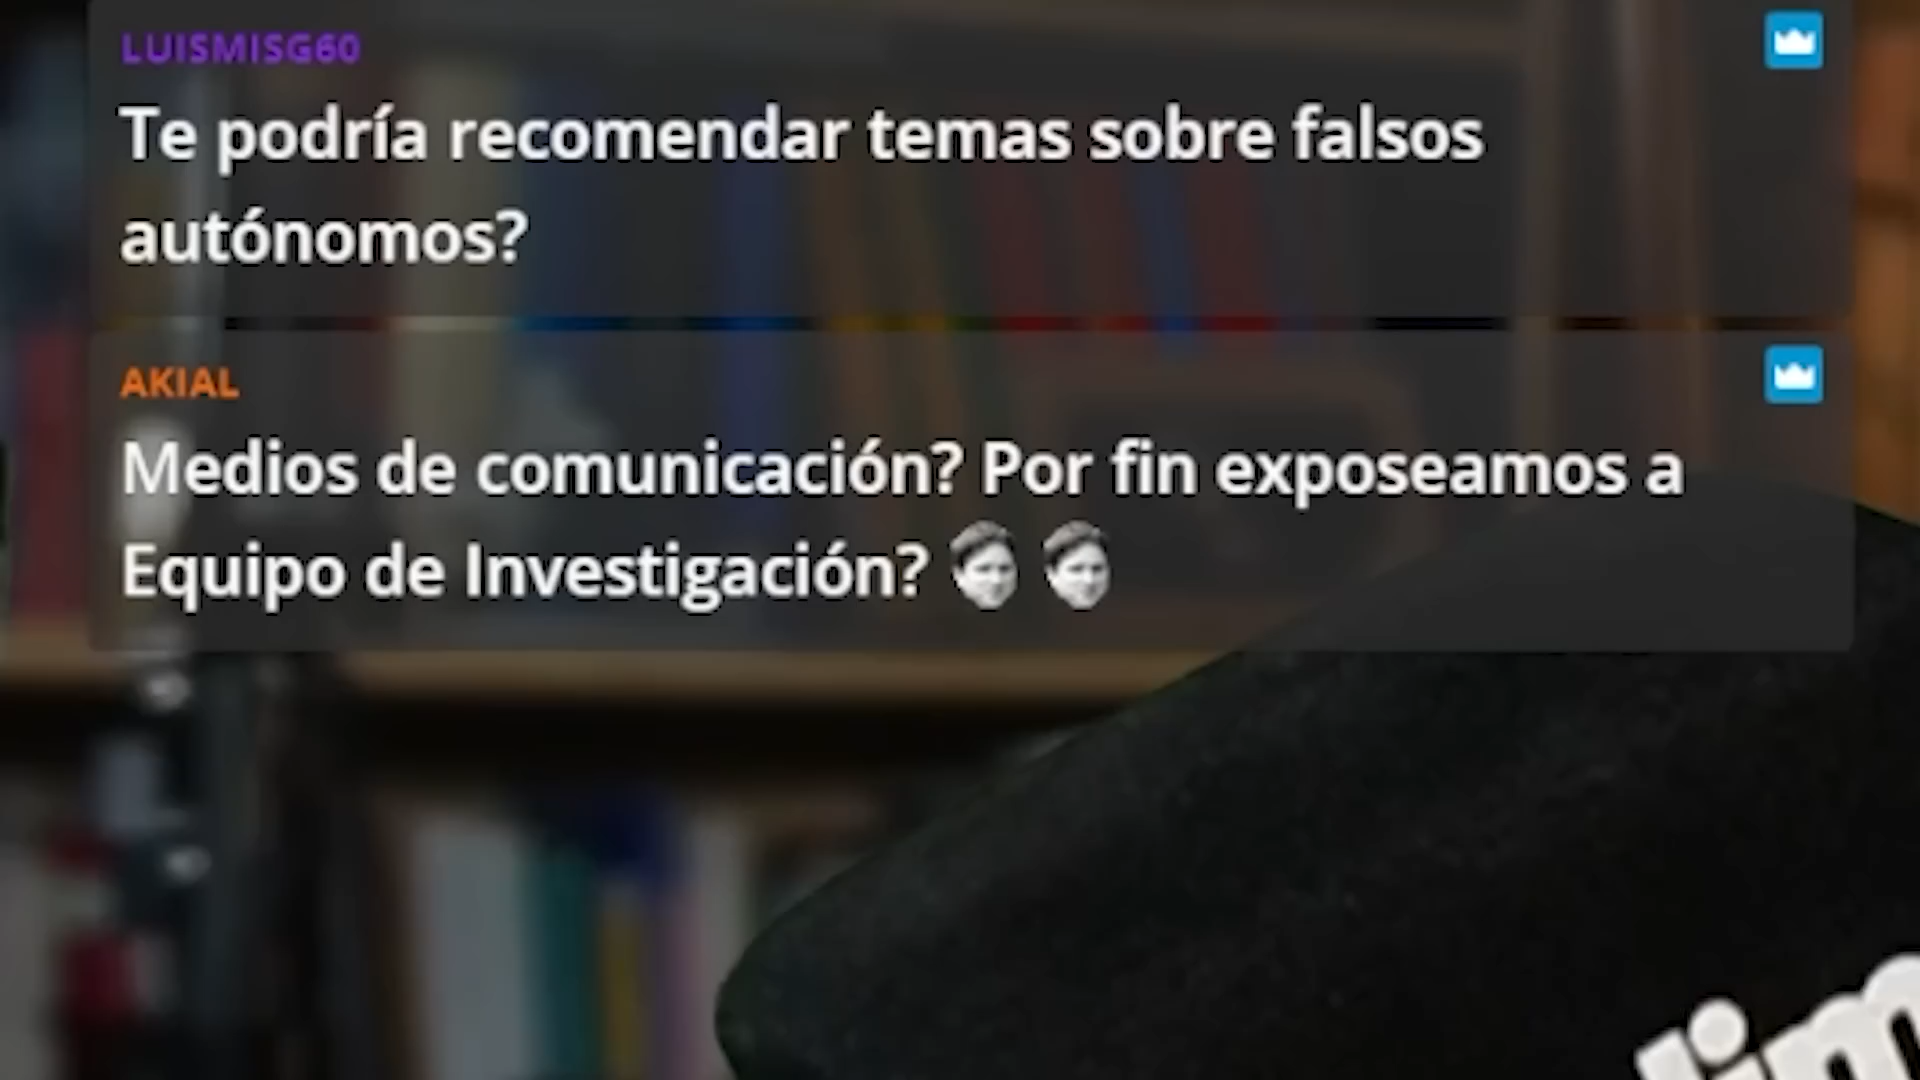 LUISMISG60
Te podría recomendar temas sobre falsos
autónomos?
AKIAL
Medios de comunicación? Por fin exposeamos a
Equipo de Investigación?